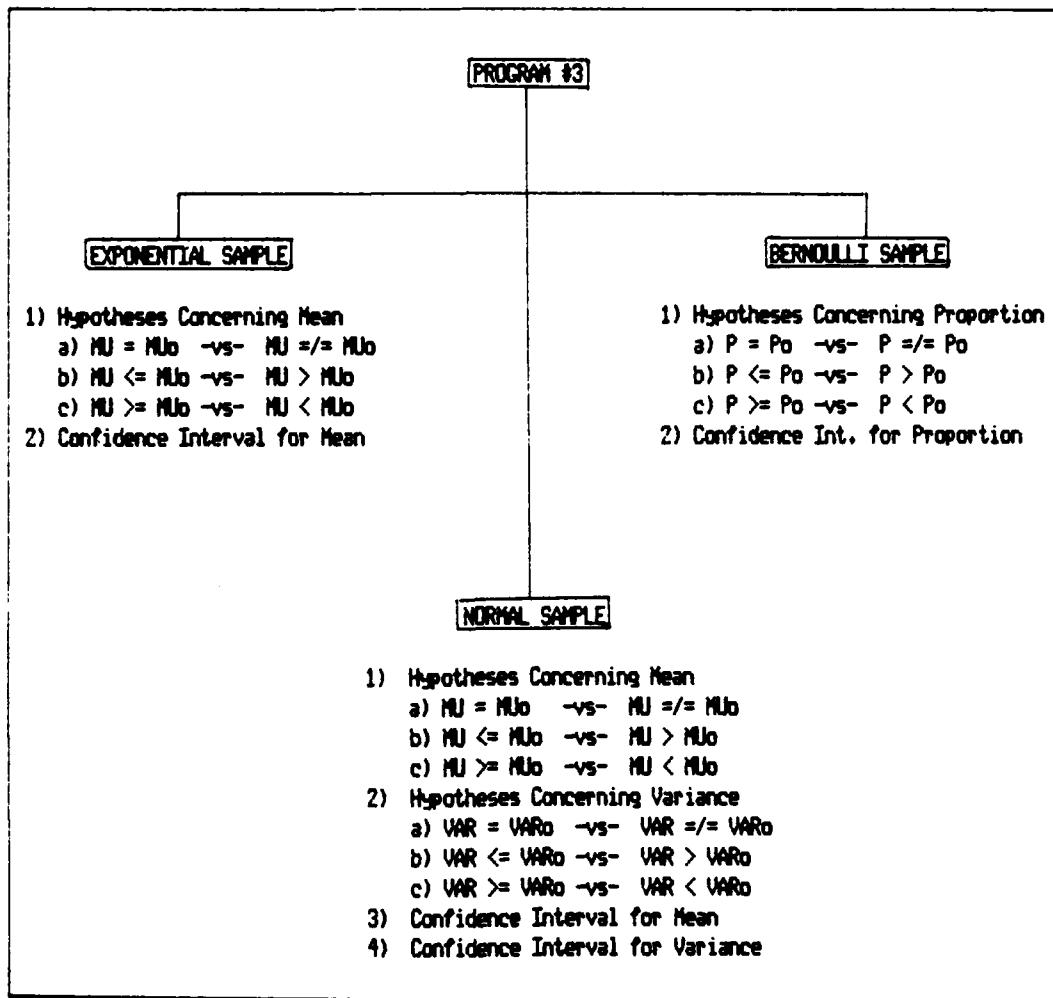 PROGRAM #3
EXPONENTIAL SAMPLE
1) Hypotheses Concerning Mean
a) MU = MUo -vs- MU =/= MUo
b) MU <= MUo -vs- MU > MUo
c) MU >= MUo -vs- MU < MUo
2) Confidence Interval for Mean
BERNOULLI SAMPLE
1) Hypotheses Concerning Proportion
a) P = Po -vs- P =/= Po
b) P <= Po -vs- P > Po
c) P >= Po -vs- P < Po
2) Confidence Int. for Proportion
NORMAL SAMPLE
1) Hypotheses Concerning Mean
a) MU = MUo -vs- MU =/= MUo
b) MU <= MUo -vs- MU > MUo
c) MU >= MUo -vs- MU < MUo
2) Hypotheses Concerning Variance
a) VAR = VARo -vs- VAR =/= VARo
b) VAR <= VARo -vs- VAR > VARo
c) VAR >= VARo -vs- VAR < VARo
3) Confidence Interval for Mean
4) Confidence Interval for Variance